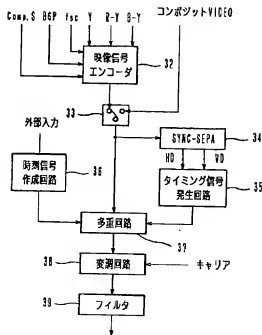 コンポジットVIDEO
Comp.S BGP fsc Y R-Y B-Y
映像信号
エンコーダ
32
33
外部入力
SYNC-SEPA
34
HD VD
時測信号
作成回路
36
タイミング信号
発生回路
35
多重回路
37
38
変調回路
キャリア
39
フィルタ